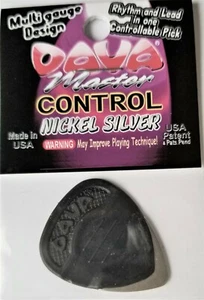 Multi gauge
Design
Rhythm and Lead
in one
Controllable Pick
DAVA
Master
CONTROL
NICKEL SILVER
Made in
USA
WARNING May Improve Playing Technique!
USA
Patent
& Pats Pend
DAVA